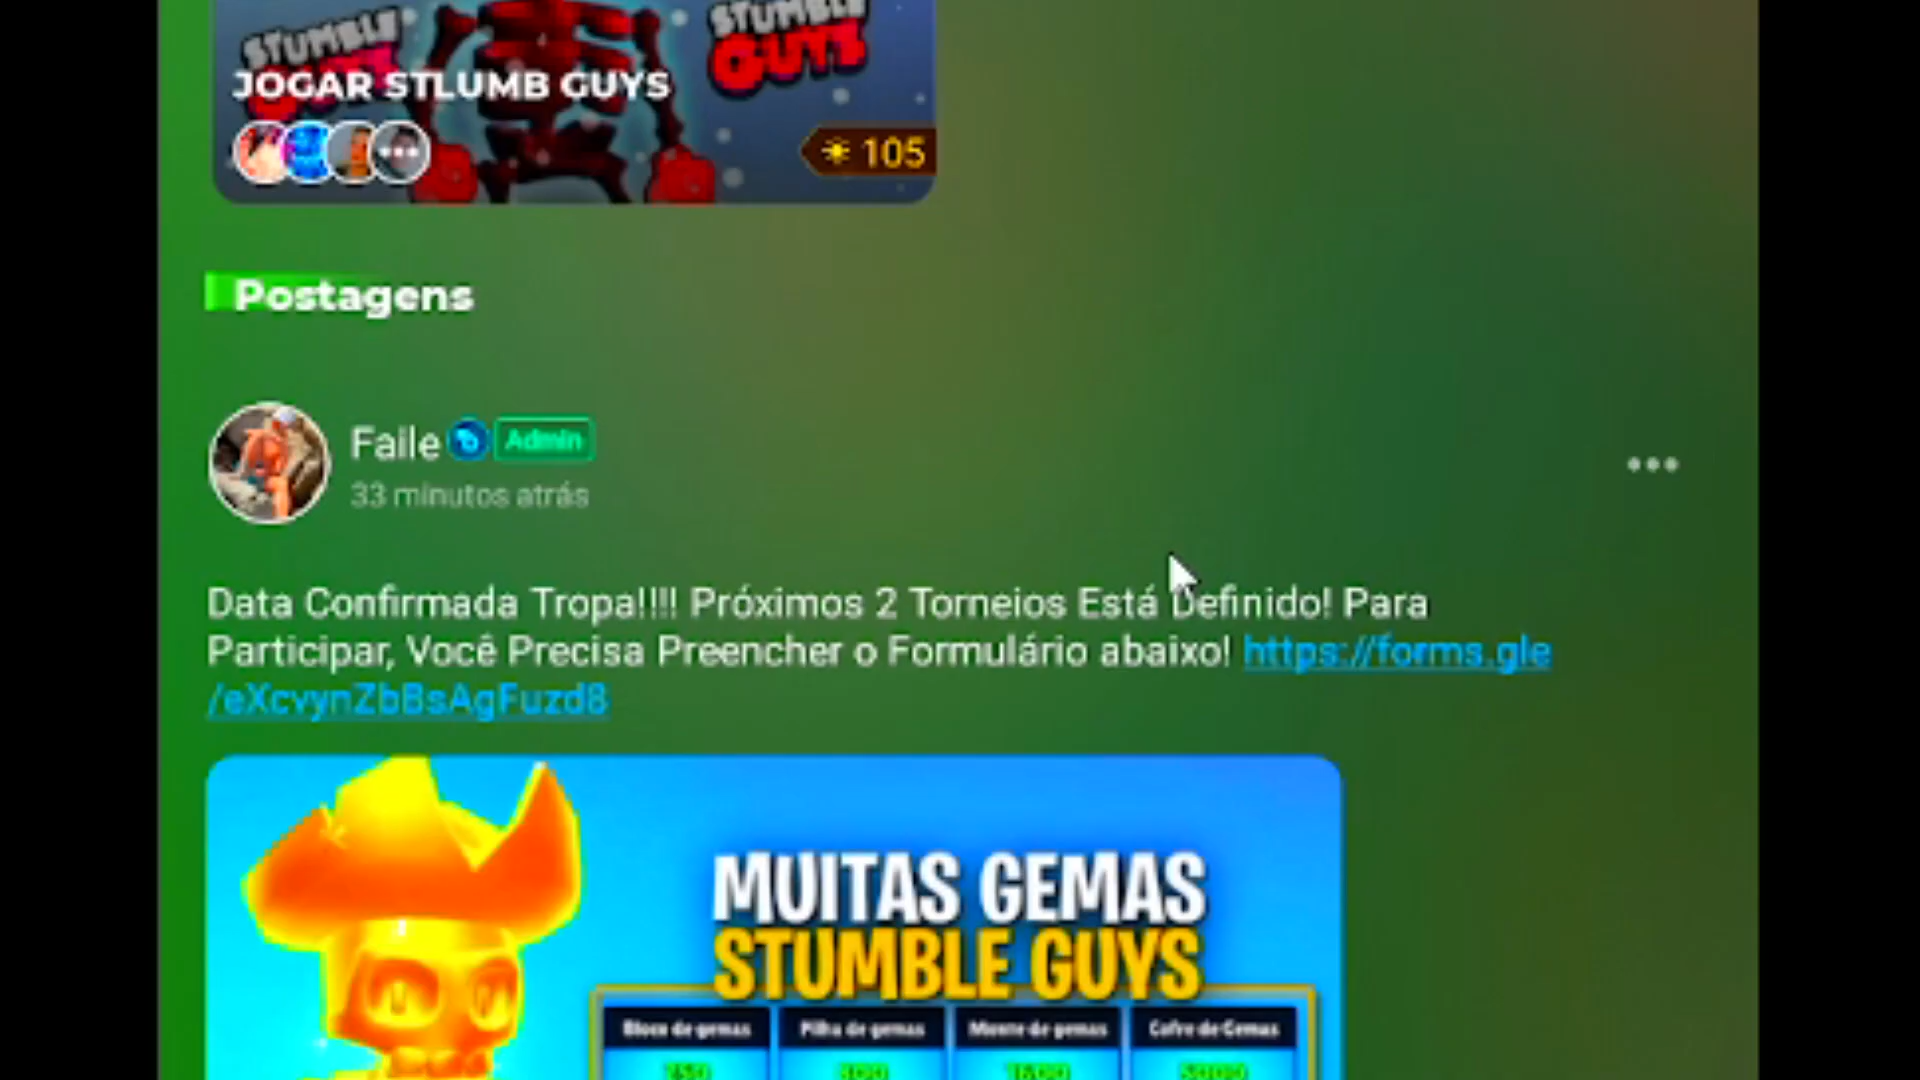 STUMBLE
STUMBLE
GUYS
JOGAR STLUMB GUYS
105
Postagens
Faile Admin
33 minutos atrás
Data Confirmada Tropa!!!! Próximos 2 Torneios Está Definido! Para
Participar, Você Precisa Preencher o Formulário abaixo! https://forms.gle
/eXcvynZbBsAgFuzd8
MUITAS GEMAS
STUMBLE GUYS
Bloco de gemas Pilha de gemas Monte de gemas Cofre de Gemas
1600 5000